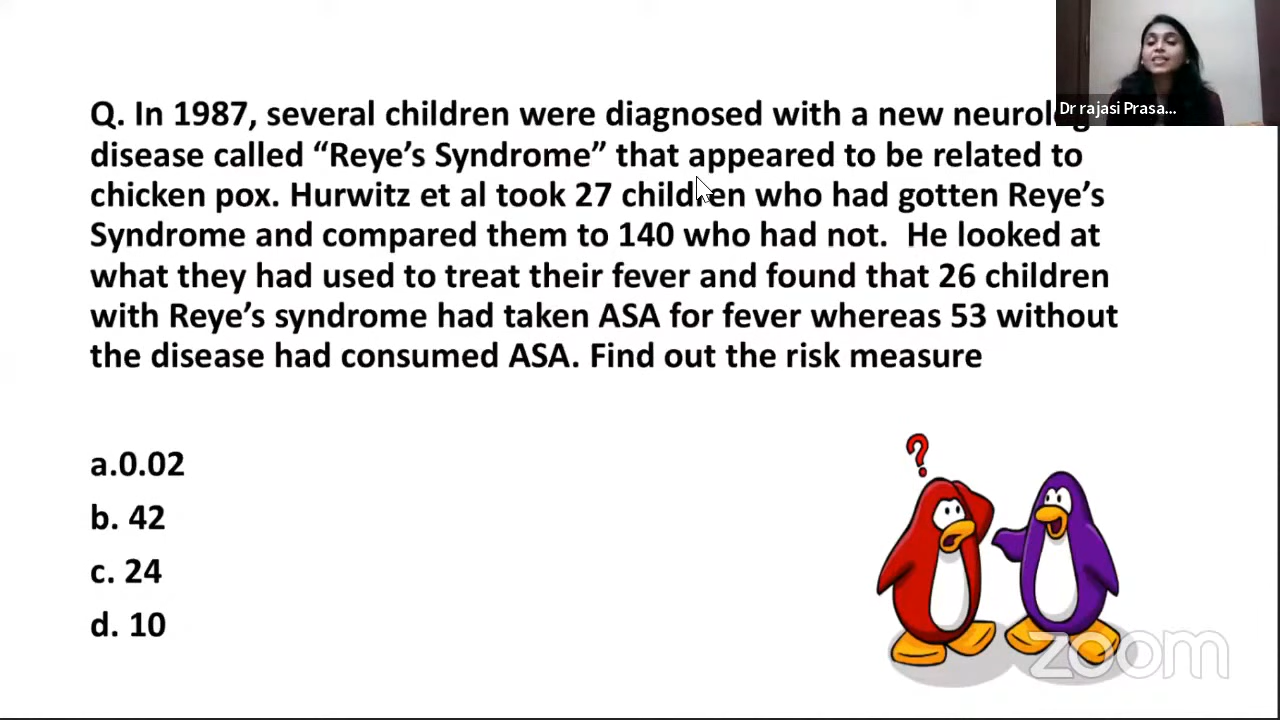 Dr rajasi Prasa...
Q. In 1987, several children were diagnosed with a new
disease called “Reye’s Syndrome” that appeared to be related to
chicken pox. Hurwitz et al took 27 children who had gotten Reye’s
Syndrome and compared them to 140 who had not. He looked at
what they had used to treat their fever and found that 26 children
with Reye’s syndrome had taken ASA for fever whereas 53 without
the disease had consumed ASA. Find out the risk measure
a.0.02
b. 42
c. 24
d. 10
?
zoom